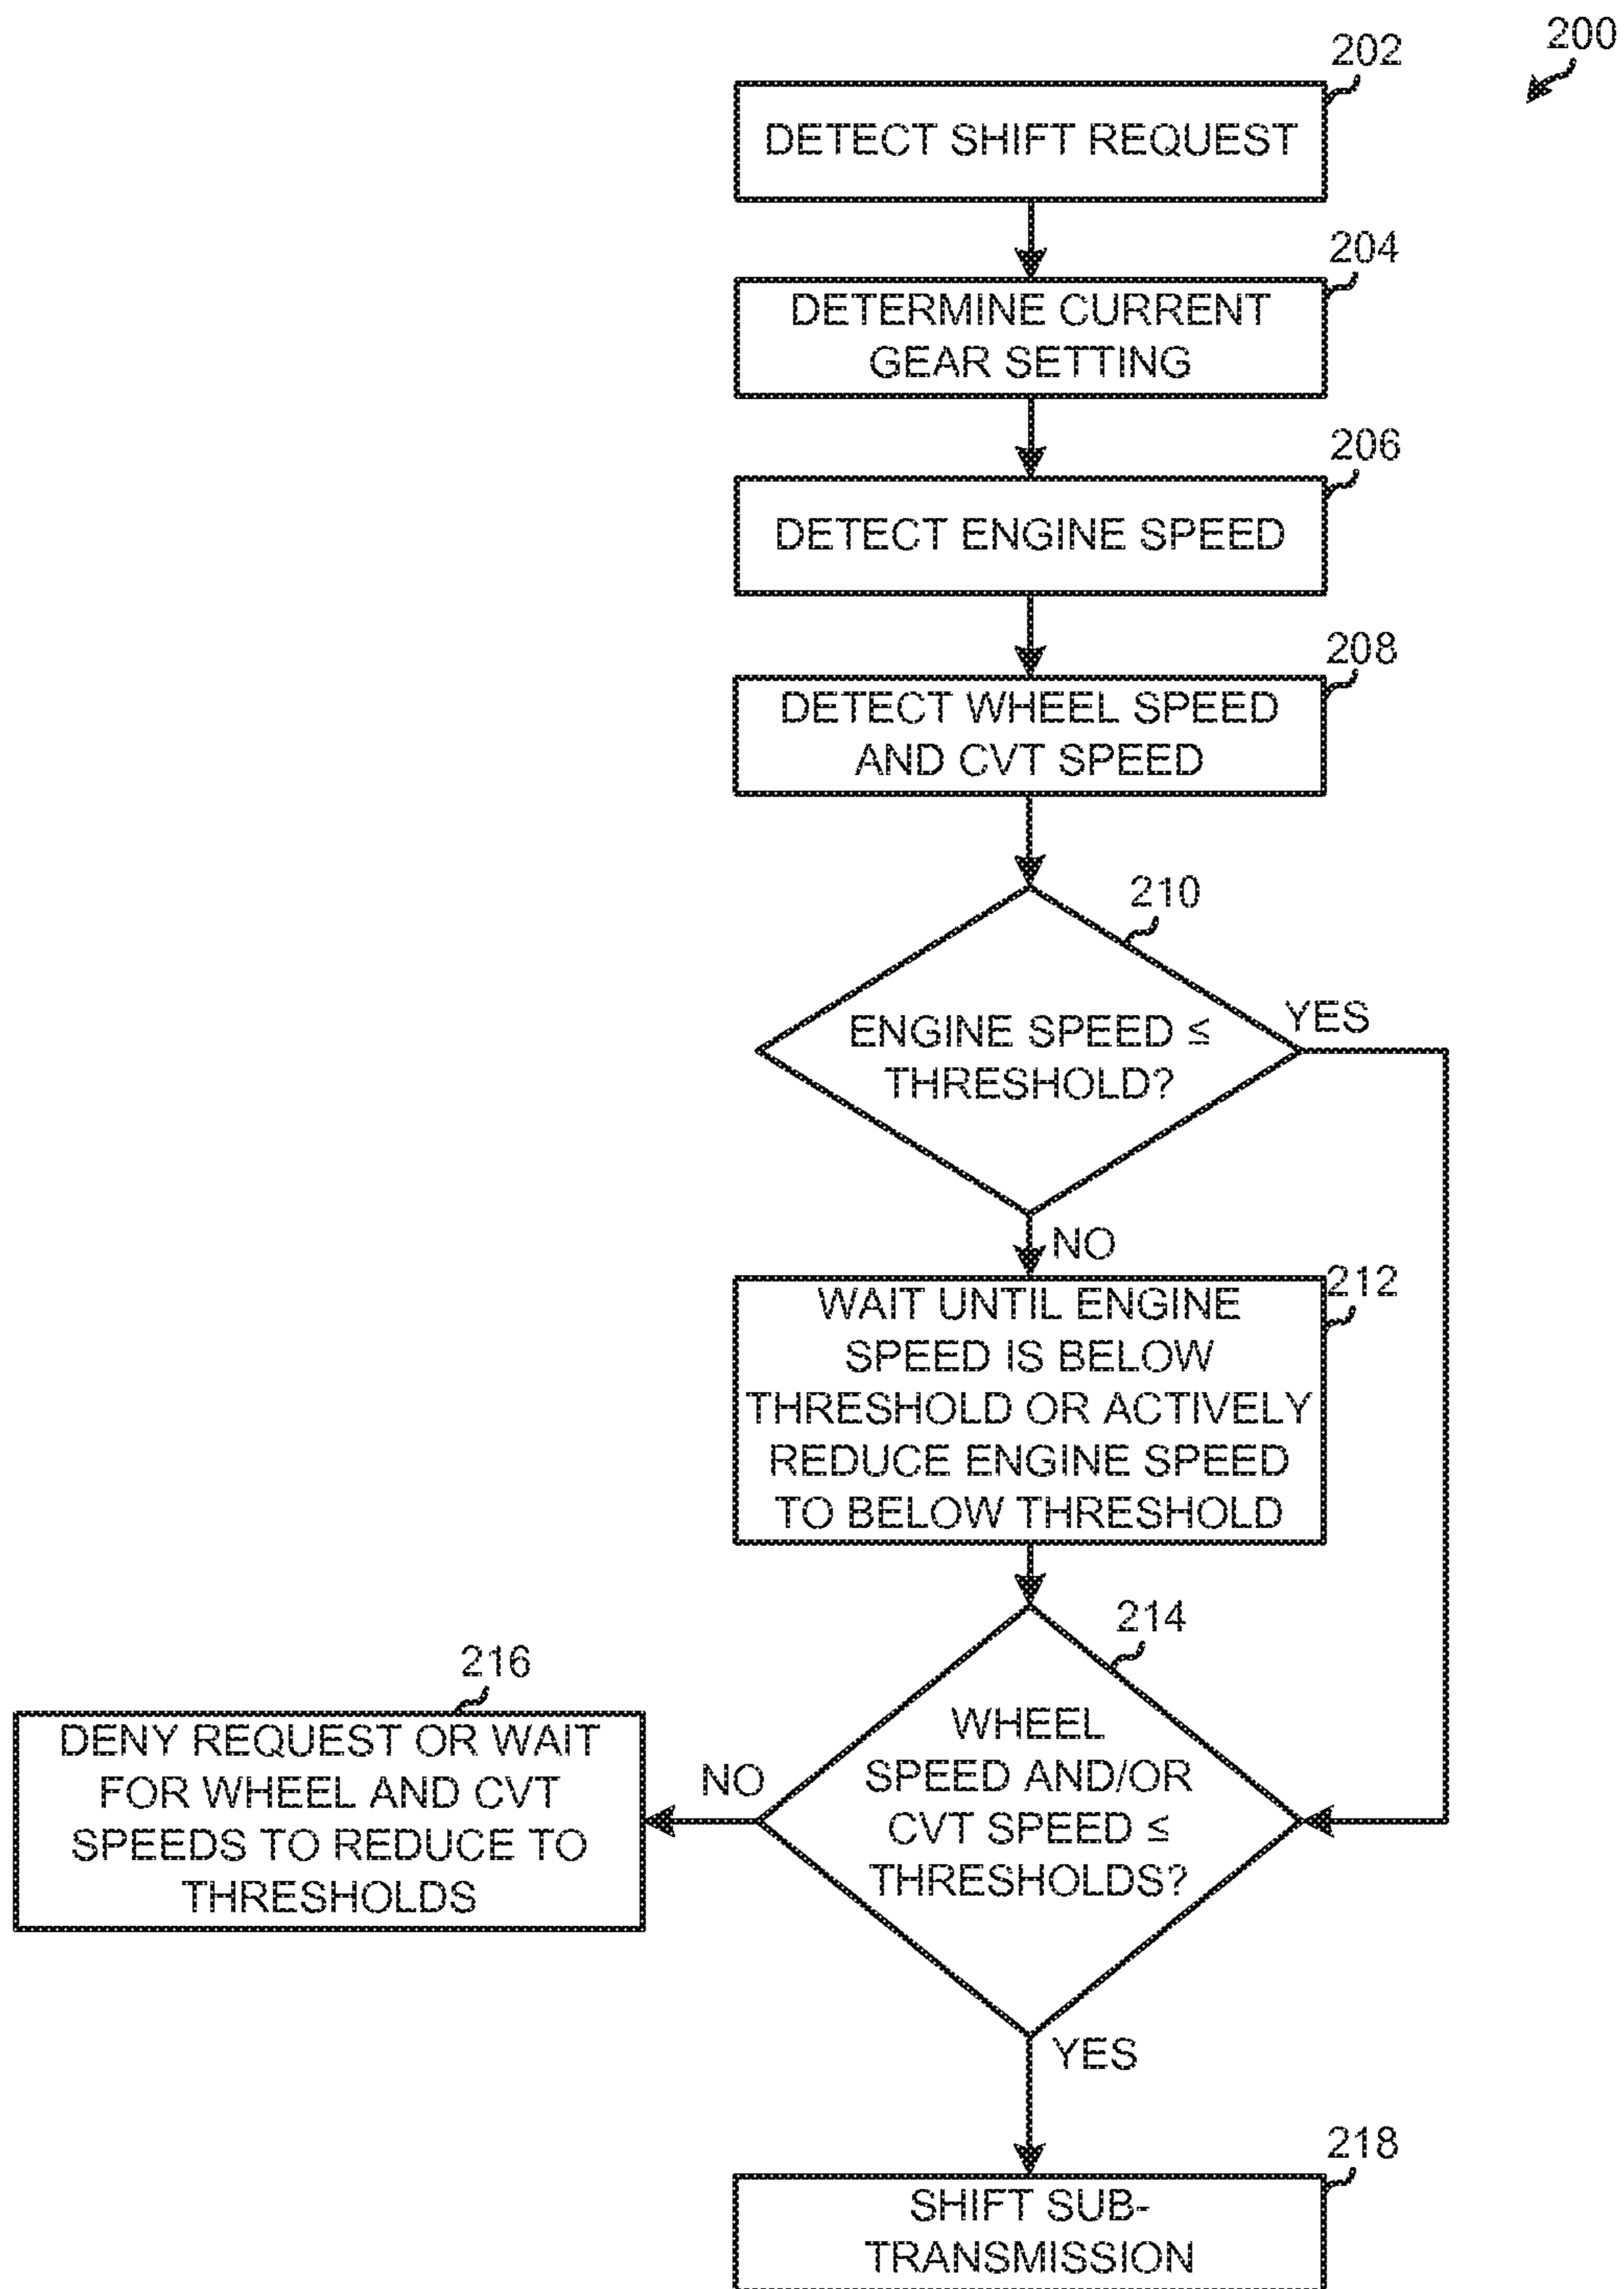 200
202
DETECT SHIFT REQUEST
204
DETERMINE CURRENT
GEAR SETTING
206
DETECT ENGINE SPEED
208
DETECT WHEEL SPEED
AND CVT SPEED
210
ENGINE SPEED ≤
THRESHOLD?
YES
NO
212
WAIT UNTIL ENGINE
SPEED IS BELOW
THRESHOLD OR ACTIVELY
REDUCE ENGINE SPEED
TO BELOW THRESHOLD
214
WHEEL
SPEED AND/OR
CVT SPEED ≤
THRESHOLDS?
NO
216
DENY REQUEST OR WAIT
FOR WHEEL AND CVT
SPEEDS TO REDUCE TO
THRESHOLDS
YES
218
SHIFT SUB-
TRANSMISSION